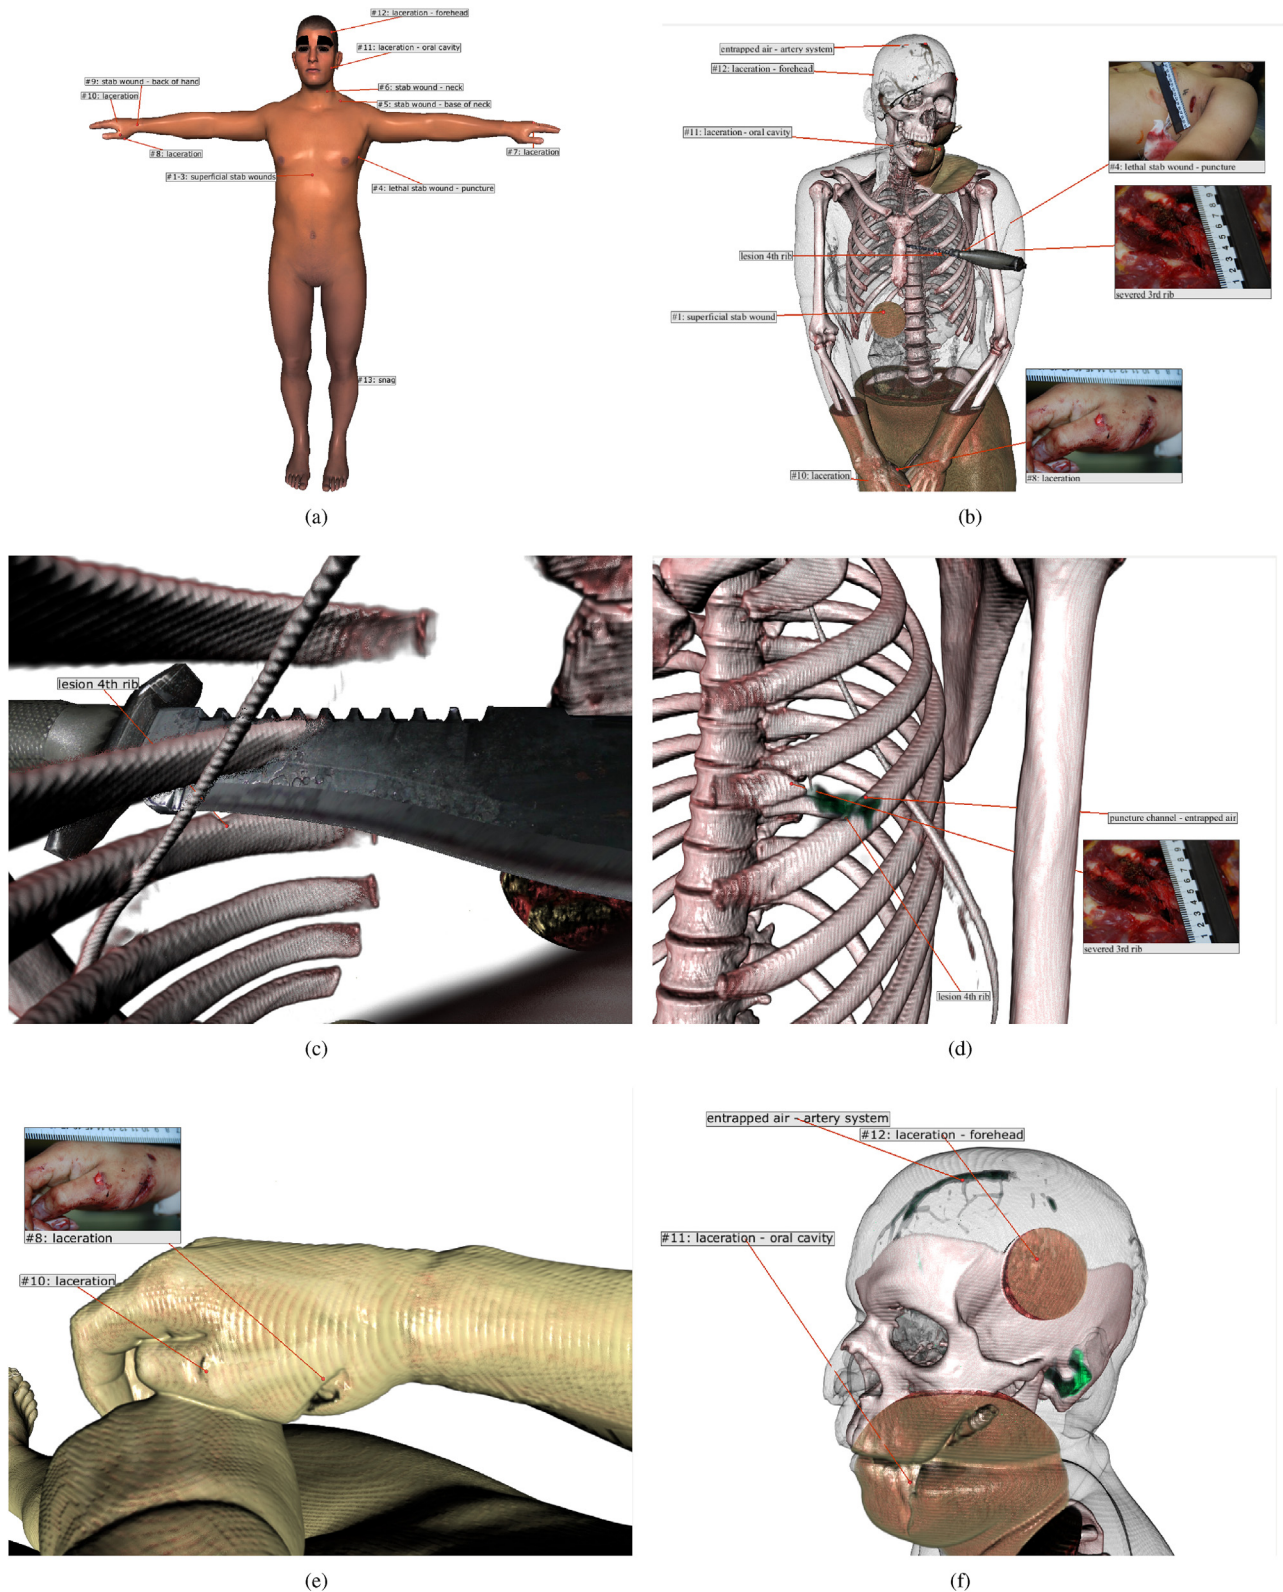 #12: laceration - forehead
#11: laceration - oral cavity
#9: stab wound - back of hand
#10: laceration
#6: stab wound - neck
#5: stab wound - base of neck
#8: laceration
#7: laceration
#1-3: superficial stab wounds
#4: lethal stab wound - puncture
#13: snag
(a)
entrapped air - artery system
#12: laceration - forehead
#11: laceration - oral cavity
#4: lethal stab wound - puncture
lesion 4th rib
severed 3rd rib
#1: superficial stab wound
#10: laceration
#8: laceration
(b)
lesion 4th rib
(c)
puncture channel - entrapped air
severed 3rd rib
lesion 4th rib
(d)
#8: laceration
#10: laceration
(e)
entrapped air - artery system
#12: laceration - forehead
#11: laceration - oral cavity
(f)